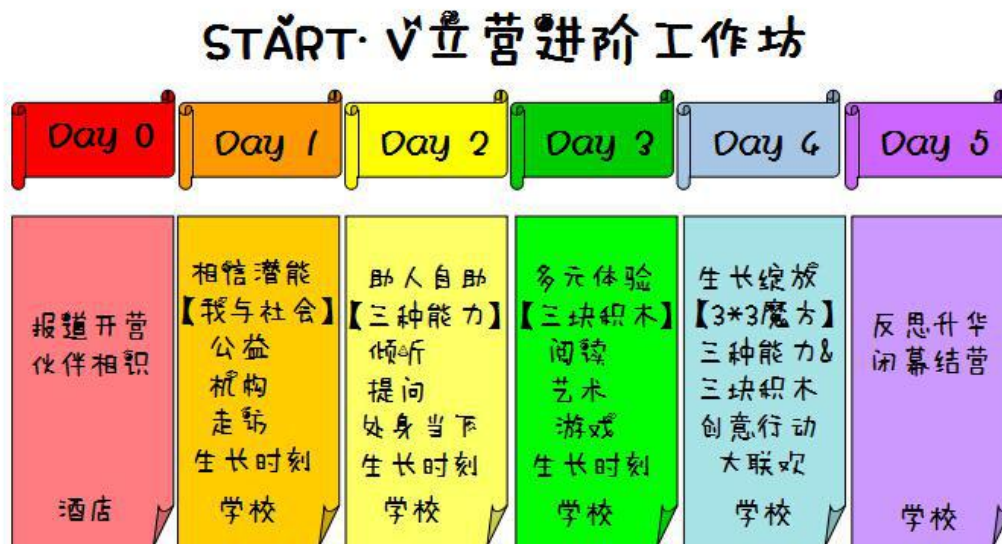 START·V立营进阶工作坊
Day 0
Day 1
Day 2
Day 3
Day 4
Day 5
报道开营
伙伴相识
酒店
相信潜能
【我与社会】
公益
机构
走访
生长时刻
学校
助人自助
【三种能力】
倾听
提问
处身当下
生长时刻
学校
多元体验
【三块积木】
阅读
艺术
游戏
生长时刻
学校
生长绽放
【3*3魔方】
三种能力&
三块积木
创意行动
大联欢
学校
反思升华
闭幕结营
学校